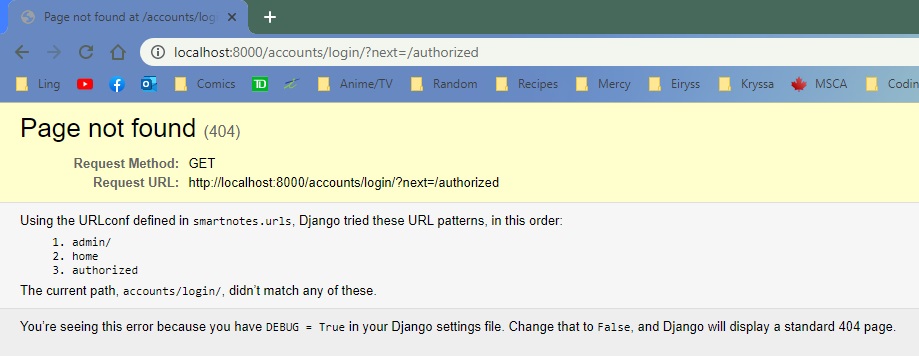 Page not found at /accounts/logi
localhost:8000/accounts/login/?next=/authorized
Ling Comics TD Anime/TV Random Recipes Mercy Eiryss Kryssa MSCA Codin
Page not found (404)
Request Method: GET
Request URL: http://localhost:8000/accounts/login/?next=/authorized
Using the URLconf defined in smartnotes.urls, Django tried these URL patterns, in this order:
1. admin/
2. home
3. authorized
The current path, accounts/login/, didn't match any of these.
You're seeing this error because you have DEBUG = True in your Django settings file. Change that to False, and Django will display a standard 404 page.